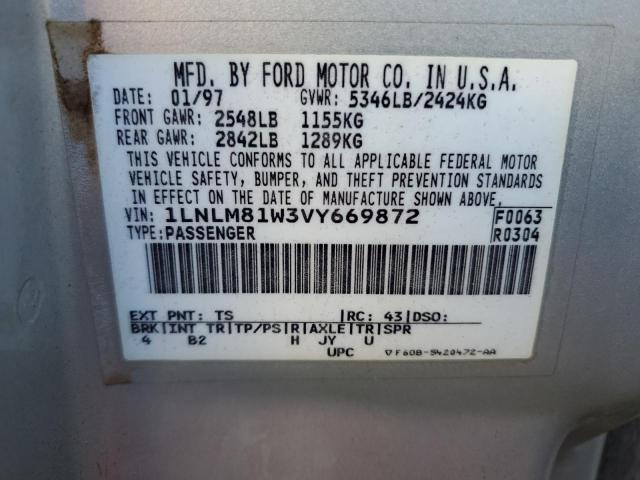 MFD. BY FORD MOTOR CO. IN U.S.A.
DATE: 01/97 GVWR: 5346LB/2424KG
FRONT GAWR: 2548LB 1155KG
REAR GAWR: 2842LB 1289KG
THIS VEHICLE CONFORMS TO ALL APPLICABLE FEDERAL MOTOR
VEHICLE SAFETY, BUMPER, AND THEFT PREVENTION STANDARDS
IN EFFECT ON THE DATE OF MANUFACTURE SHOWN ABOVE.
VIN: 1LNLM81W3VY669872 F0063
TYPE: PASSENGER R0304
EXT PNT: TS RC: 43 DSO:
BRK INT TR TP/PS R AXLE TR SPR
4 B2 H JY U
UPC F60B-5420472-AA